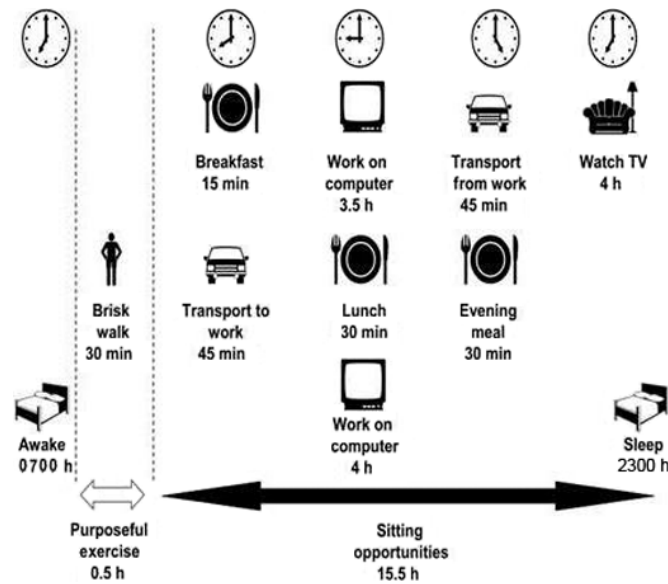 Breakfast
15 min
Work on
computer
3.5 h
Transport
from work
45 min
Watch TV
4 h
Brisk
walk
30 min
Transport to
work
45 min
Lunch
30 min
Evening
meal
30 min
Work on
computer
4 h
Awake
0700 h
Sleep
2300 h
Purposeful
exercise
0.5 h
Sitting
opportunities
15.5 h